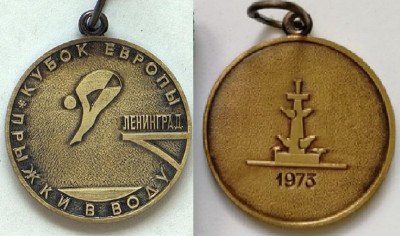 ПРЫЖКИ В ВОДУ * КУБОК ЕВРОПЫ
ЛЕНИНГРАД
1973